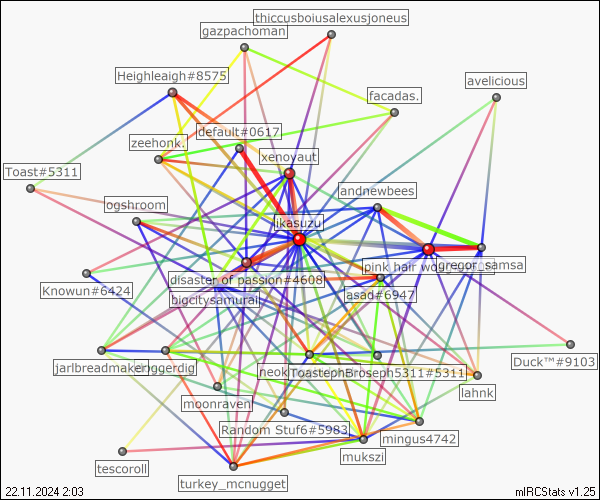 thiccusboiusalexusjoneus
gazpachoman
Heighleigh#8575
avelicious
facadas.
default#0617
zeehonk.
xenovaut
Toast#5311
andnewbees
ogshroom
ikasuzu
pink hair
gregor_samsa
disaster of passion#4608
Knowun#6424
asad#6947
bigcitysamurai
Duck™#9103
jarlbreadmaker
neok
ToastephBroseph5311#5311
lahnk
moonraven
Random Stuf6#5983
mingus4742
mukszi
tescoroll
turkey_mcnugget
22.11.2024 2:03
mIRCStats v1.25